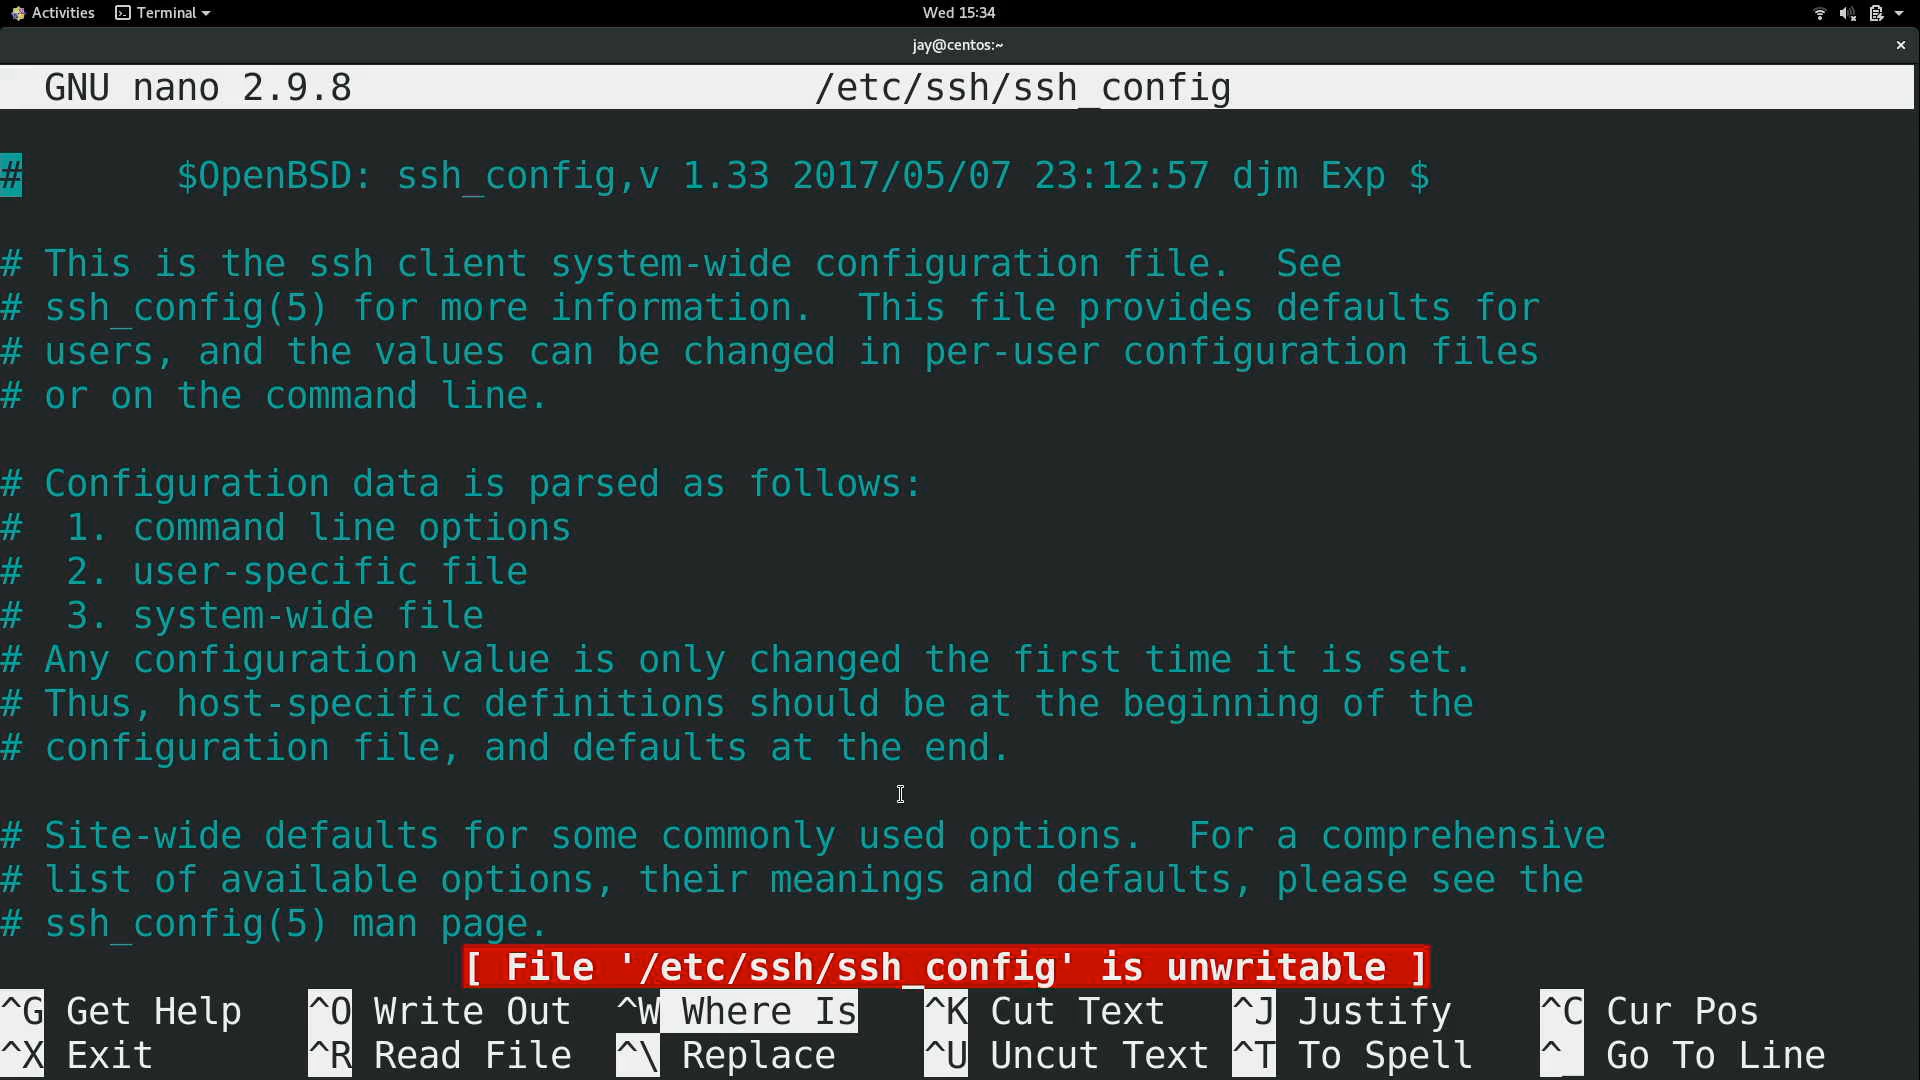 Activities Terminal Wed 15:34
jay@centos:~ ×
GNU nano 2.9.8 /etc/ssh/ssh_config
# $OpenBSD: ssh_config,v 1.33 2017/05/07 23:12:57 djm Exp $
# This is the ssh client system-wide configuration file.  See
# ssh_config(5) for more information.  This file provides defaults for
# users, and the values can be changed in per-user configuration files
# or on the command line.
# Configuration data is parsed as follows:
#  1. command line options
#  2. user-specific file
#  3. system-wide file
# Any configuration value is only changed the first time it is set.
# Thus, host-specific definitions should be at the beginning of the
# configuration file, and defaults at the end.
# Site-wide defaults for some commonly used options.  For a comprehensive
# list of available options, their meanings and defaults, please see the
# ssh_config(5) man page.
[ File '/etc/ssh/ssh_config' is unwritable ]
^G Get Help ^O Write Out ^W Where Is ^K Cut Text ^J Justify ^C Cur Pos
^X Exit ^R Read File ^\ Replace ^U Uncut Text ^T To Spell ^_ Go To Line